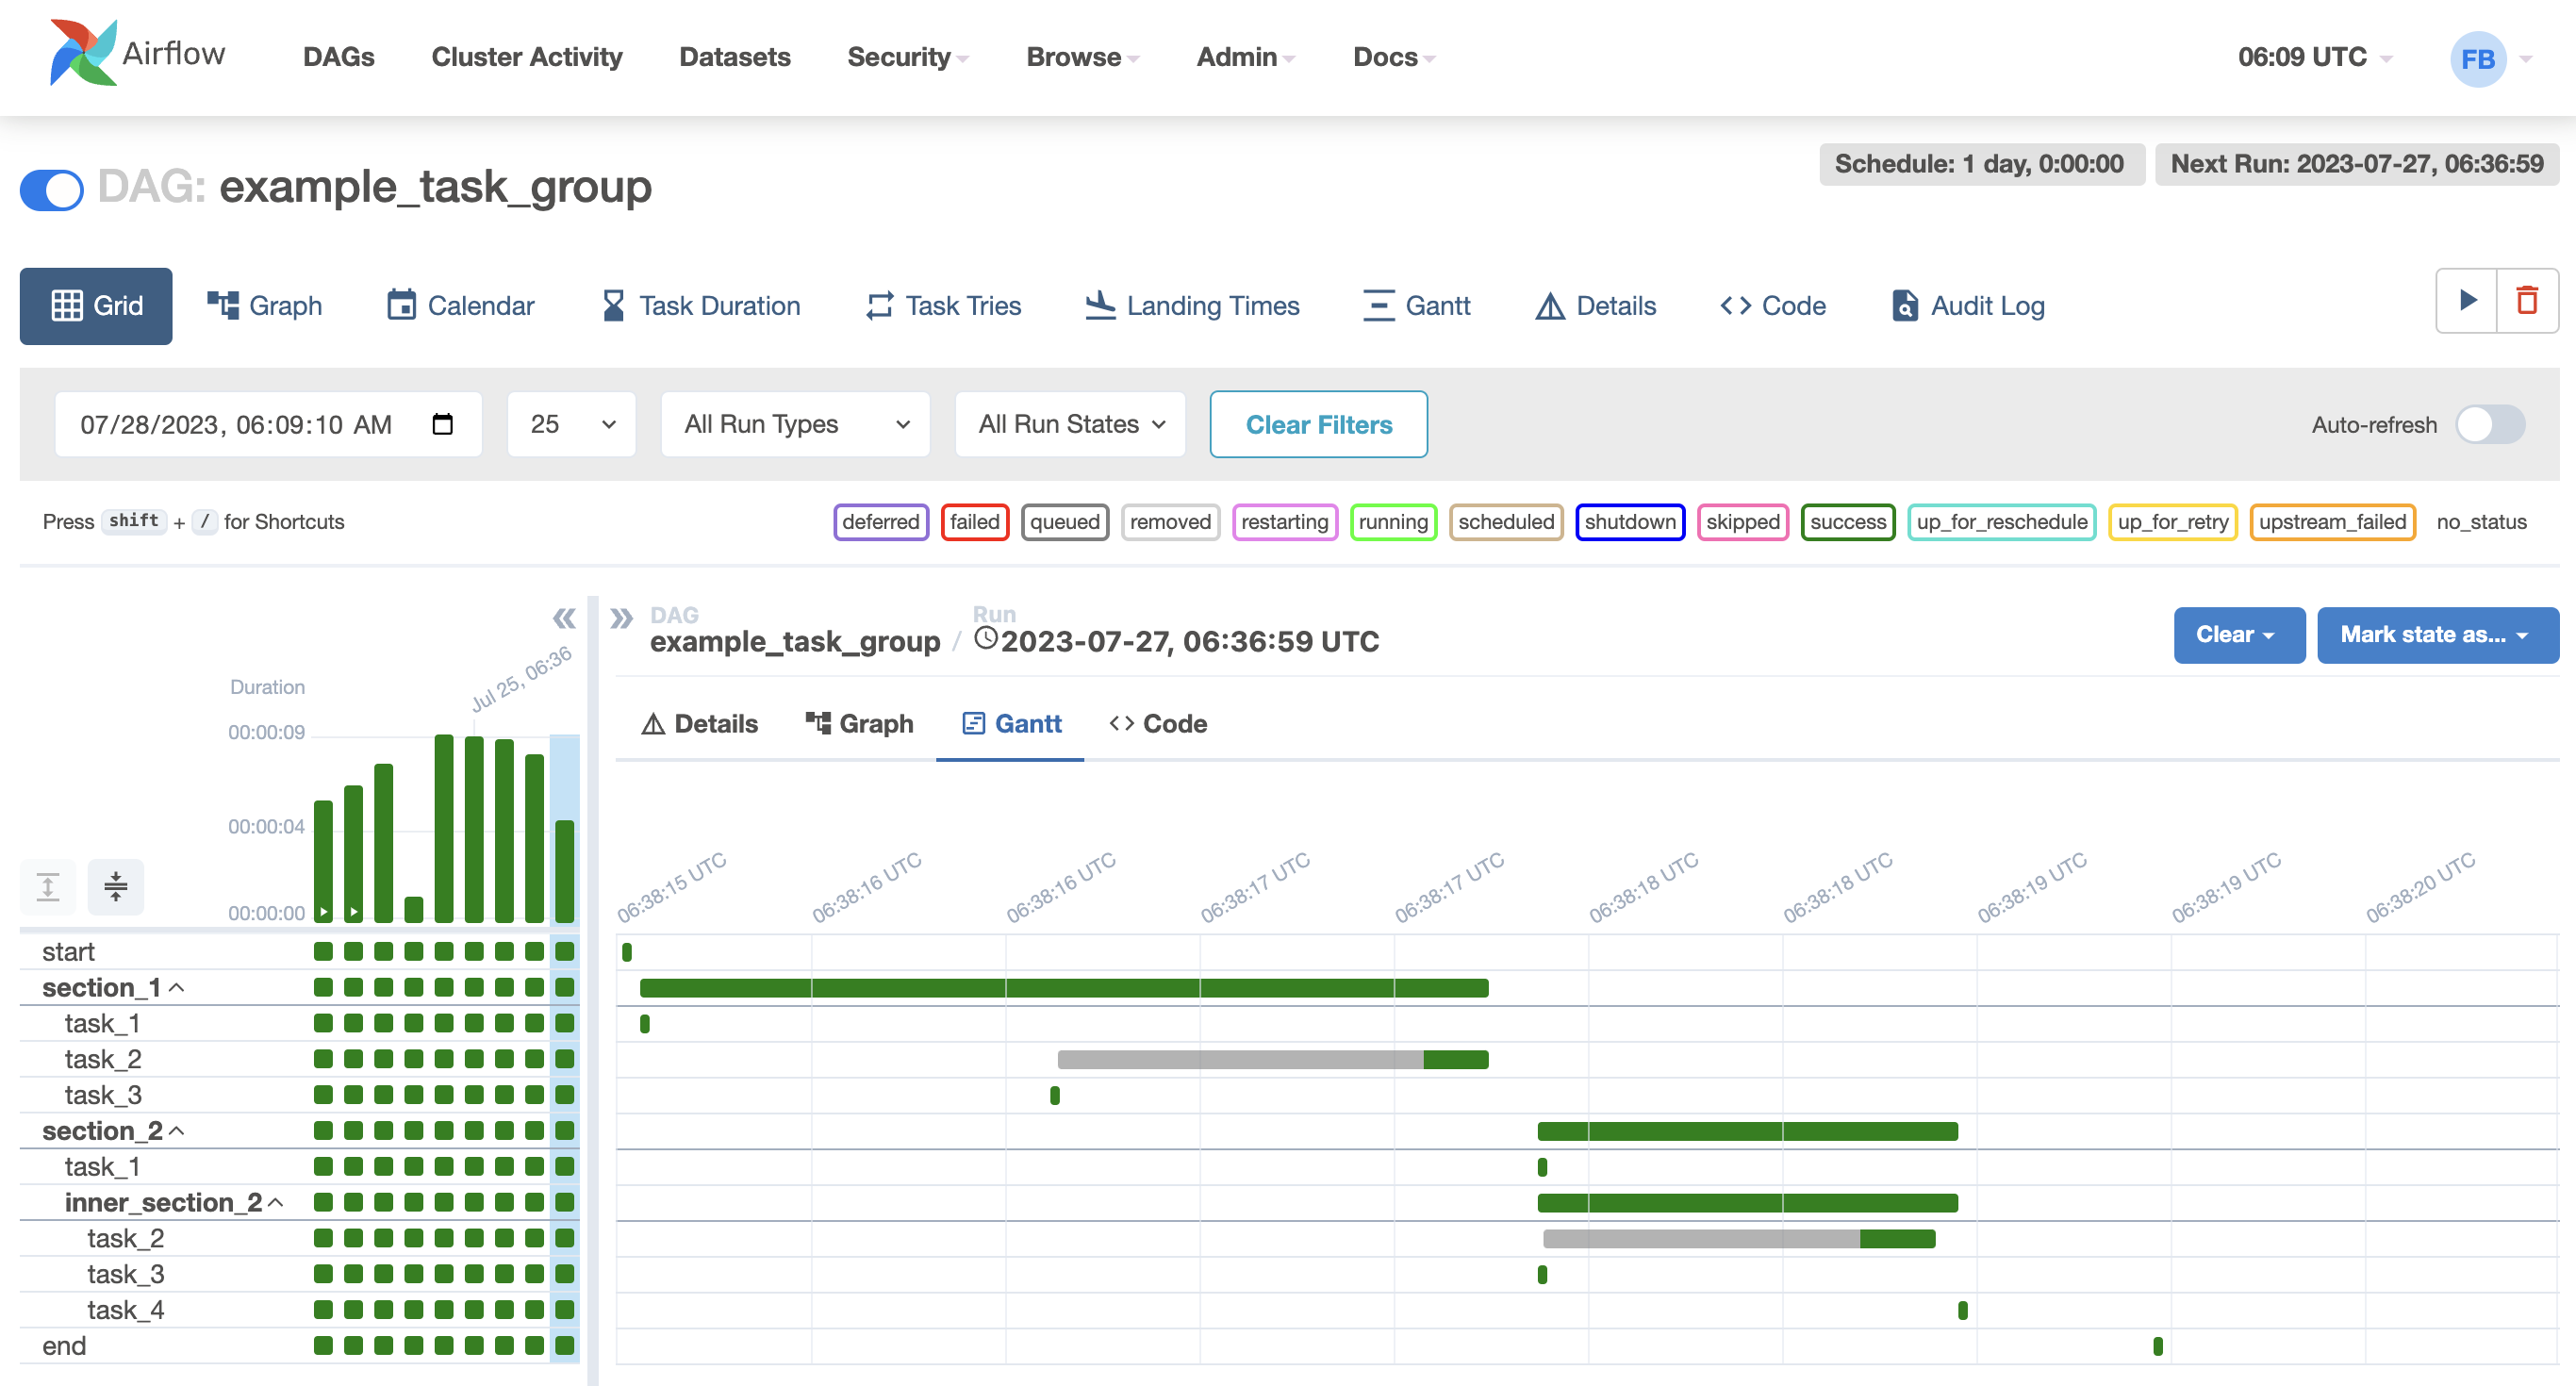 Airflow DAGs Cluster Activity Datasets Security Browse Admin Docs 06:09 UTC FB
Schedule: 1 day, 0:00:00 Next Run: 2023-07-27, 06:36:59
DAG: example_task_group
Grid Graph Calendar Task Duration Task Tries Landing Times Gantt Details Code Audit Log
07/28/2023, 06:09:10 AM 25 All Run Types All Run States Clear Filters Auto-refresh
Press shift + / for Shortcuts deferred failed queued removed restarting running scheduled shutdown skipped success up_for_reschedule up_for_retry upstream_failed no_status
DAG Run
example_task_group / 2023-07-27, 06:36:59 UTC Clear Mark state as...
Jul 25, 06:36
Duration
00:00:09
00:00:04
00:00:00
Details Graph Gantt Code
06:38:15 UTC 06:38:16 UTC 06:38:16 UTC 06:38:17 UTC 06:38:17 UTC 06:38:18 UTC 06:38:18 UTC 06:38:19 UTC 06:38:19 UTC 06:38:20 UTC
start
section_1
task_1
task_2
task_3
section_2
task_1
inner_section_2
task_2
task_3
task_4
end